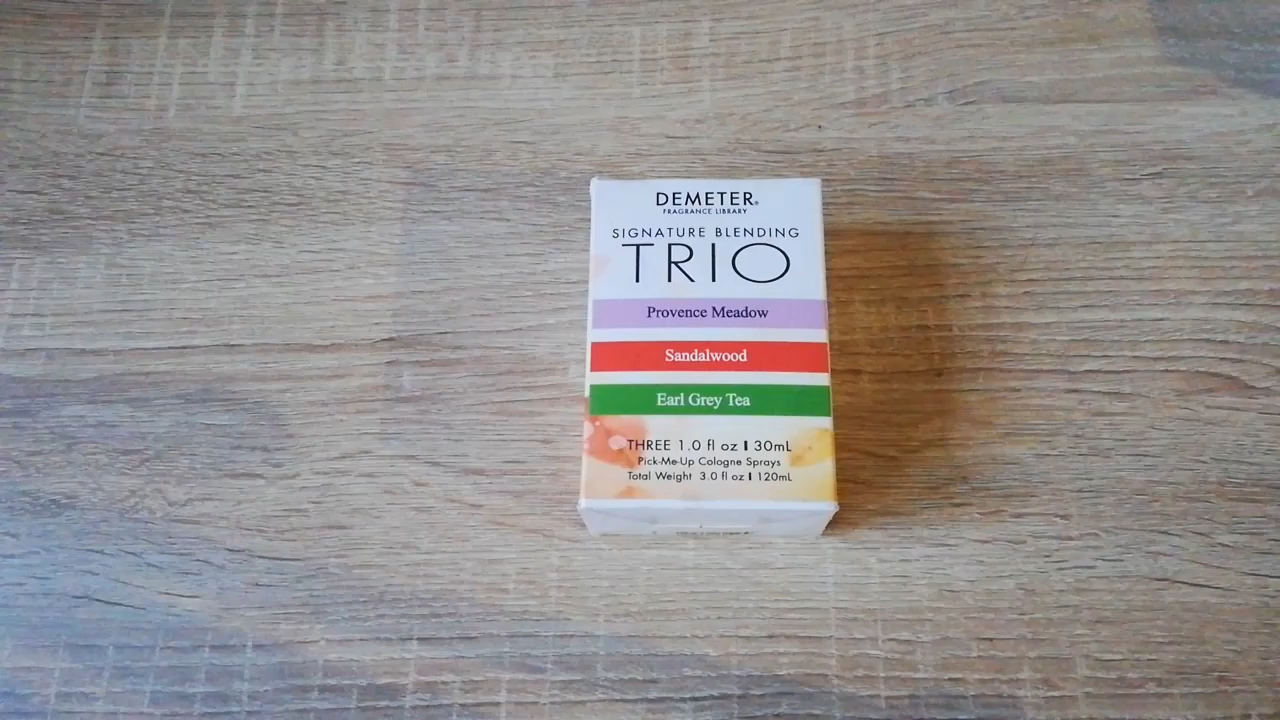 DEMETER®
FRAGRANCE LIBRARY
SIGNATURE BLENDING
TRIO
Provence Meadow
Sandalwood
Earl Grey Tea
THREE 1.0 fl oz I 30mL
Pick-Me-Up Cologne Sprays
Total Weight 3.0 fl oz I 120mL